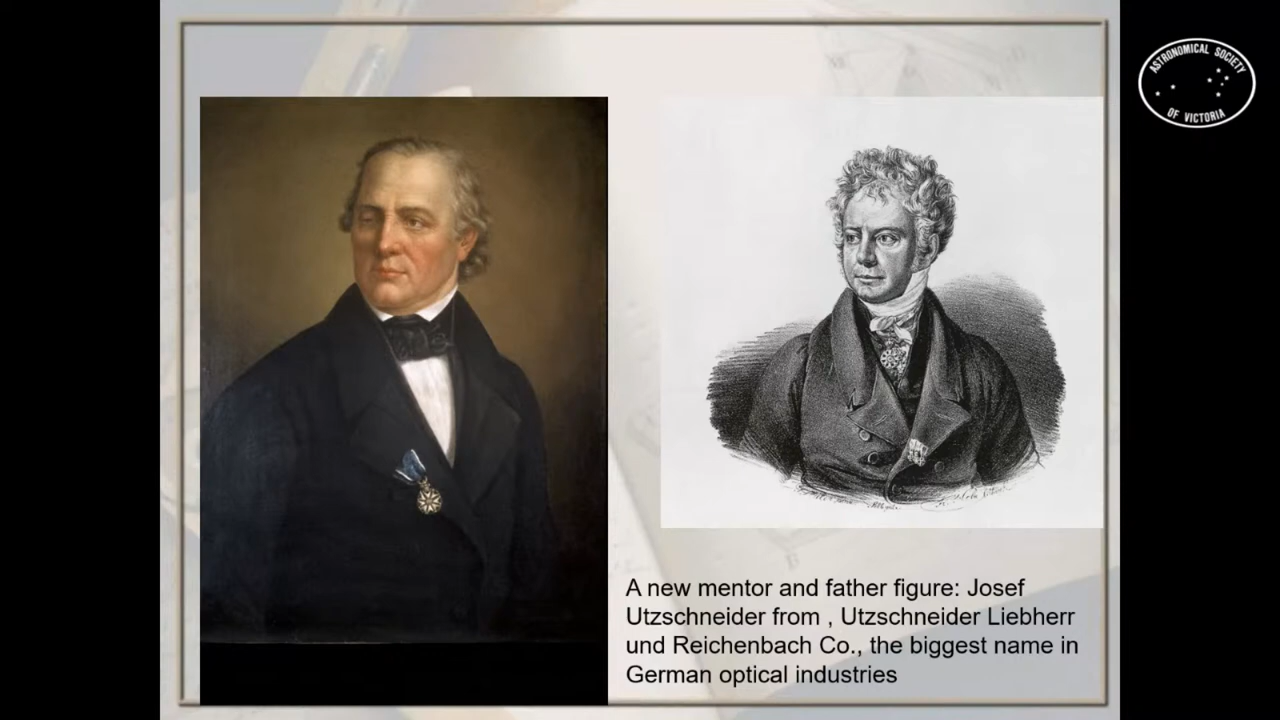 ASTRONOMICAL SOCIETY
OF VICTORIA
A new mentor and father figure: Josef
Utzschneider from , Utzschneider Liebherr
und Reichenbach Co., the biggest name in
German optical industries